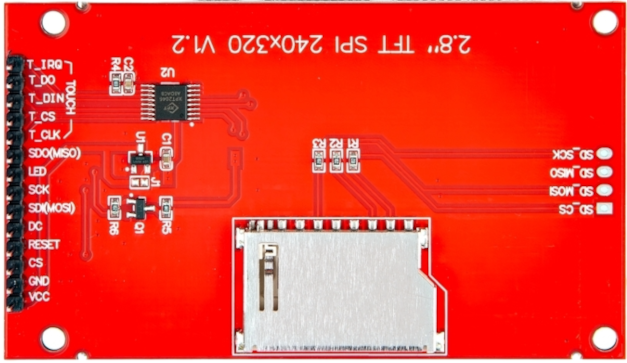 2.8" TFT SPI 240x320 V1.2
T_IRQ
T_DO
T_DIN
T_CS
T_CLK
TOUCH
SDO(MISO)
LED
SCK
SDI(MOSI)
DC
RESET
CS
GND
VCC
R4
C2
U2
U1
C1
J1
R6
Q1
R5
R3
R2
R1
SD_SCK
SD_MISO
SD_MOSI
SD_CS